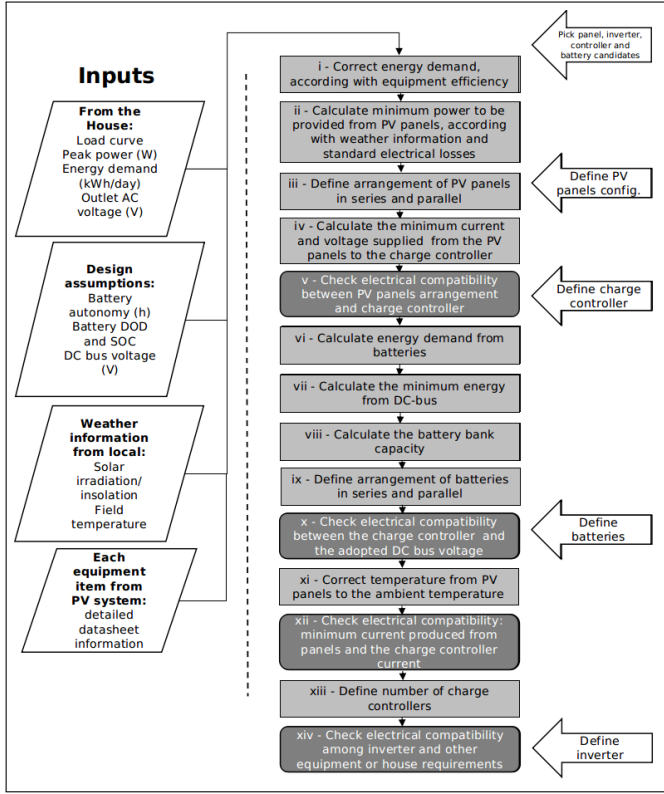 Inputs
From the
House:
Load curve
Peak power (W)
Energy demand
(kWh/day)
Outlet AC
voltage (V)
Design
assumptions:
Battery
autonomy (h)
Battery DOD
and SOC
DC bus voltage
(V)
Weather
information
from local:
Solar
irradiation/
insolation
Field
temperature
Each
equipment
item from
PV system:
detailed
datasheet
information
i - Correct energy demand,
according with equipment efficiency
ii - Calculate minimum power to be
provided from PV panels, according
with weather information and
standard electrical losses
iii - Define arrangement of PV panels
in series and parallel
iv - Calculate the minimum current
and voltage supplied from the PV
panels to the charge controller
v - Check electrical compatibility
between PV panels arrangement
and charge controller
vi - Calculate energy demand from
batteries
vii - Calculate the minimum energy
from DC-bus
viii - Calculate the battery bank
capacity
ix - Define arrangement of batteries
in series and parallel
x - Check electrical compatibility
between the charge controller and
the adopted DC bus voltage
xi - Correct temperature from PV
panels to the ambient temperature
xii - Check electrical compatibility:
minimum current produced from
panels and the charge controller
current
xiii - Define number of charge
controllers
xiv - Check electrical compatibility
among inverter and other
equipment or house requirements
Pick panel, inverter,
controller and
battery candidates
Define PV
panels config.
Define charge
controller
Define
batteries
Define
inverter